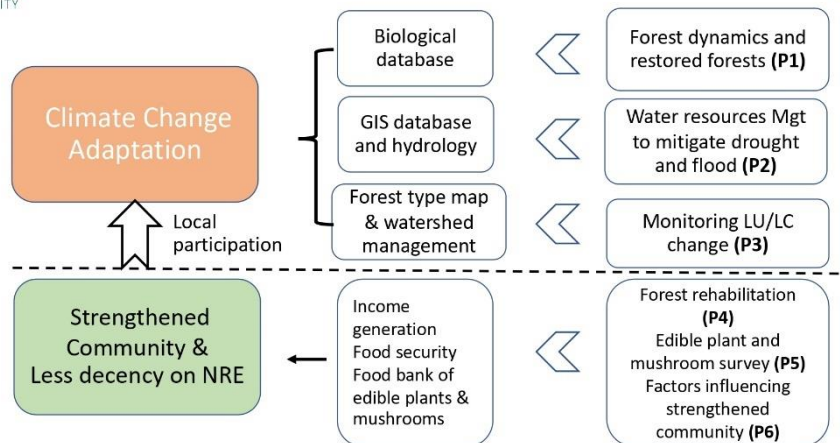 ITY
Climate Change
Adaptation
Local
participation
Biological
database
GIS database
and hydrology
Forest type map
& watershed
management
Forest dynamics and
restored forests (P1)
Water resources Mgt
to mitigate drought
and flood (P2)
Monitoring LU/LC
change (P3)
Strengthened
Community &
Less decency on NRE
Income
generation
Food security
Food bank of
edible plants &
mushrooms
Forest rehabilitation
(P4)
Edible plant and
mushroom survey (P5)
Factors influencing
strengthened
community (P6)